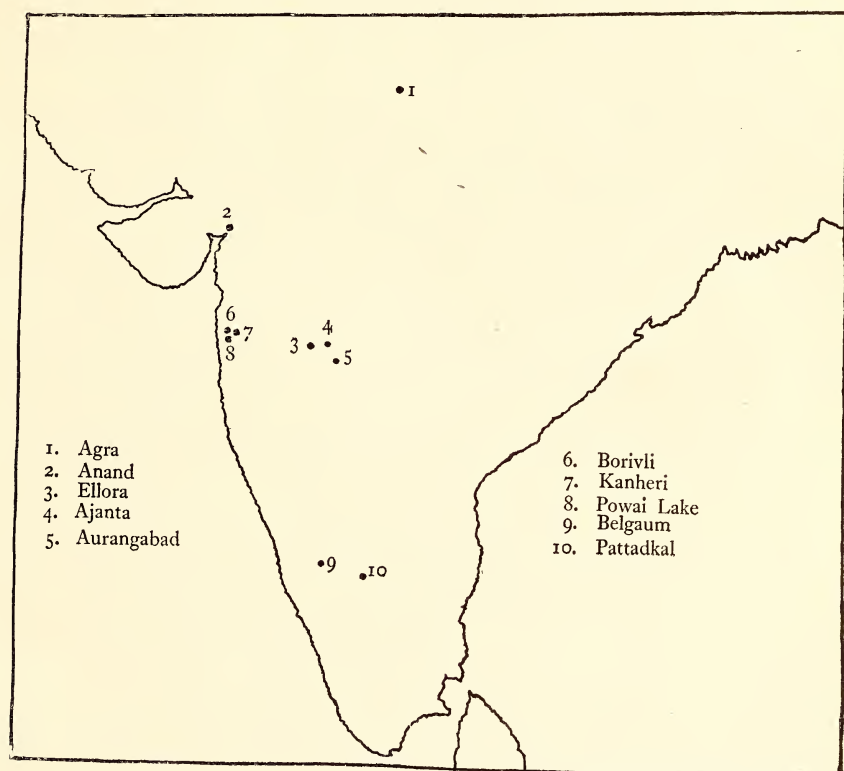 1
2
6
7
8
3
4
5
1. Agra
2. Anand
3. Ellora
4. Ajanta
5. Aurangabad
6. Borivli
7. Kanheri
8. Powai Lake
9. Belgaum
10. Pattadkal
9
10